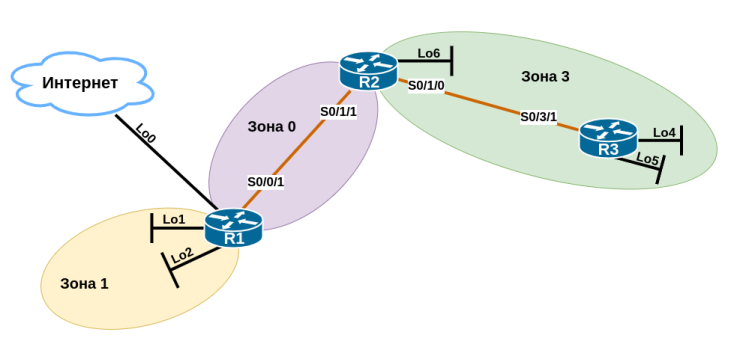 Интернет
Lo0
Зона 0
S0/1/1
S0/0/1
R2
Lo6
S0/1/0
Зона 3
S0/3/1
R3
Lo4
Lo5
R1
Lo1
Lo2
Зона 1